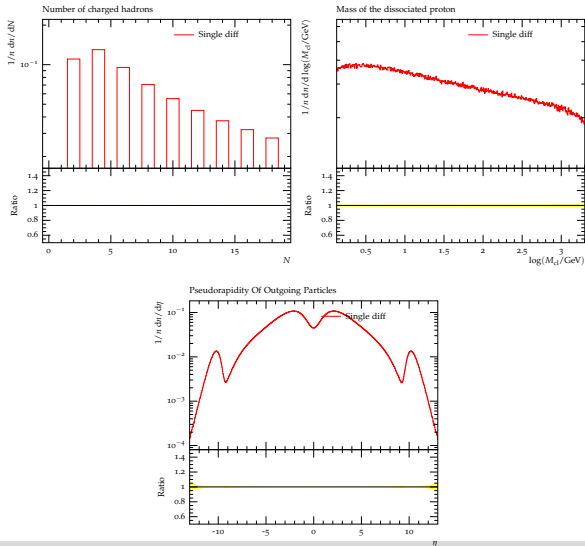 Number of charged hadrons
1/n dn/dN
Single diff
10⁻¹
Ratio
1.4
1.2
1
0.8
0.6
0
5
10
15
N
Mass of the dissociated proton
1/n dn/d log(M_cl/GeV)
Single diff
Ratio
1.4
1.2
1
0.8
0.6
0.5
1
1.5
2
2.5
3
log(M_cl/GeV)
Pseudorapidity Of Outgoing Particles
1/n dn/dη
Single diff
10⁻¹
10⁻²
10⁻³
10⁻⁴
Ratio
1.4
1.2
1
0.8
0.6
-10
-5
0
5
10
η